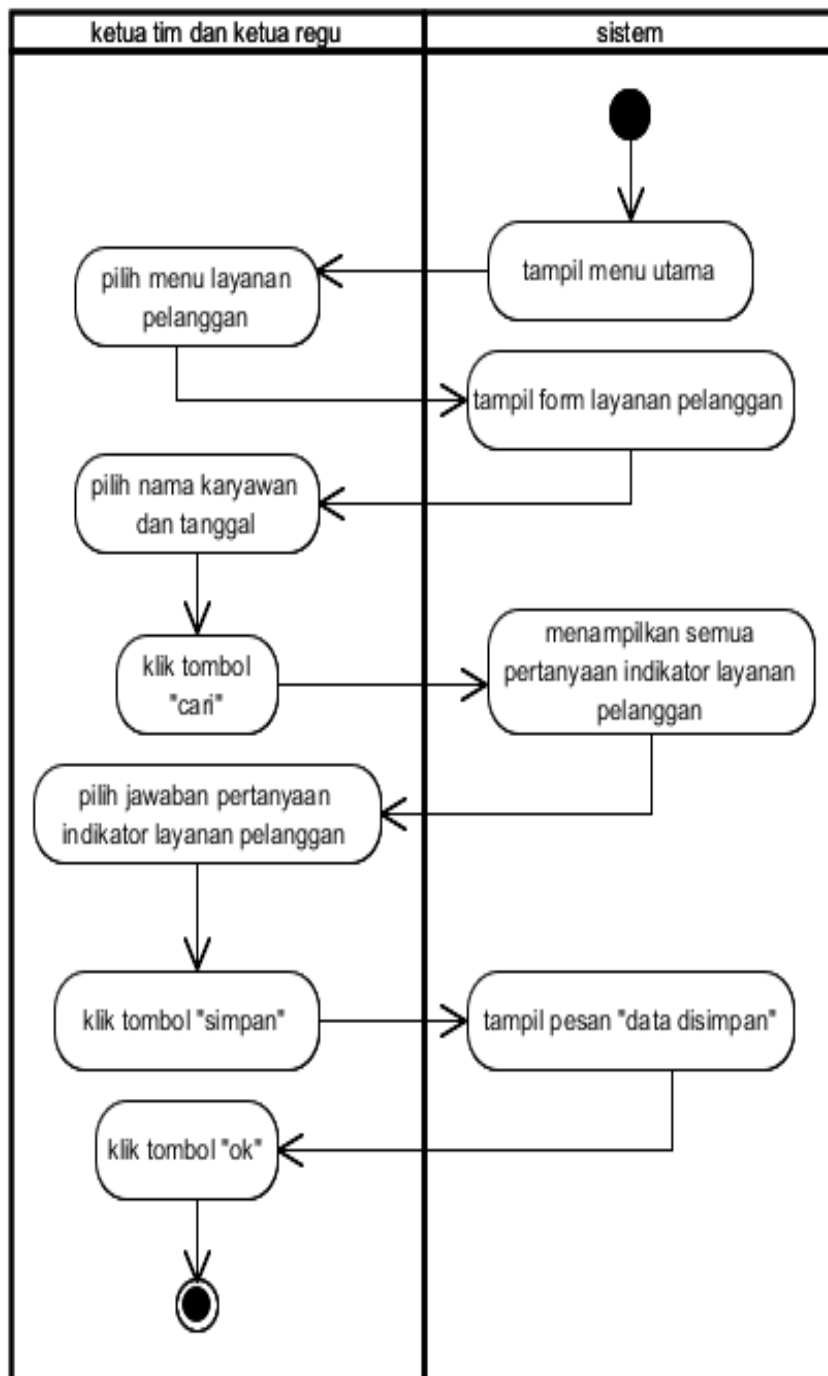 ketua tim dan ketua regu
sistem
tampil menu utama
pilih menu layanan
pelanggan
tampil form layanan pelanggan
pilih nama karyawan
dan tanggal
klik tombol
"cari"
menampilkan semua
pertanyaan indikator layanan
pelanggan
pilih jawaban pertanyaan
indikator layanan pelanggan
klik tombol "simpan"
tampil pesan "data disimpan"
klik tombol "ok"